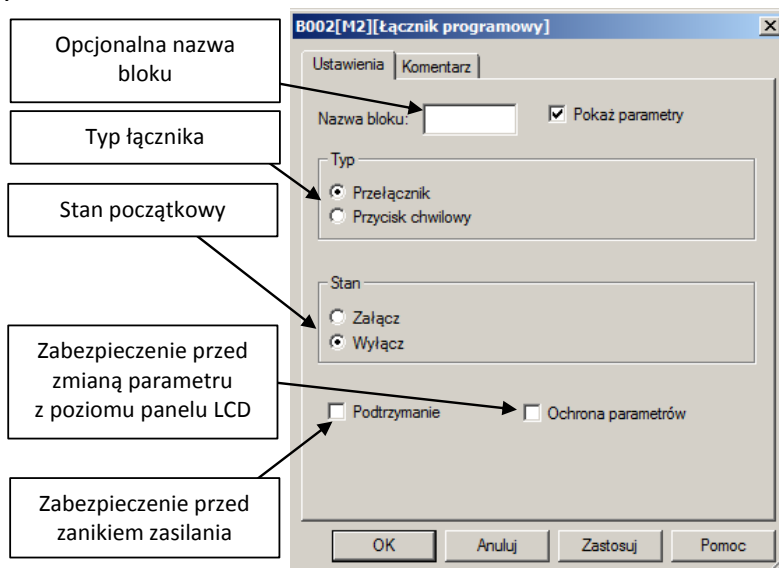 Opcjonalna nazwa
bloku
Typ łącznika
Stan początkowy
Zabezpieczenie przed
zmianą parametru
z poziomu panelu LCD
Zabezpieczenie przed
zanikiem zasilania
B002[M2][Łącznik programowy]
Ustawienia Komentarz
Nazwa bloku: Pokaż parametry
Typ
Przełącznik
Przycisk chwilowy
Stan
Załącz
Wyłącz
Podtrzymanie Ochrona parametrów
OK Anuluj Zastosuj Pomoc